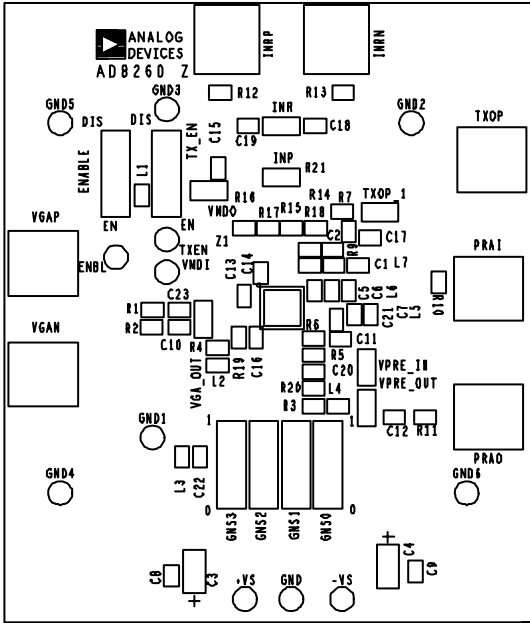 ANALOG
DEVICES
AD8260 Z
INRP
INRN
R12
R13
GND5
GND3
GND2
DIS
DIS
TX_EN
C15
INR
C19
C18
TXOP
ENABLE
L1
INP
R21
R16
R14
R7
TXOP_1
VMDO
R17
R15
R18
VGAP
EN
EN
Z1
C2
R9
C17
PRAI
TXEN
ENBL
VMDI
C13
C14
C1
L7
R10
C5
C6
L6
R1
C23
C21
C7
L5
R2
C10
R4
R6
C11
VGAN
VGA_OUT
R19
C16
R5
VPRE_IN
C20
L2
R20
L4
VPRE_OUT
R3
C12
R11
GND1
1
1
PRAO
L3
C22
GND4
GND6
0
0
GNS3
GNS2
GNS1
GNS0
+
C4
C9
C8
C3
+
+VS
GND
-VS